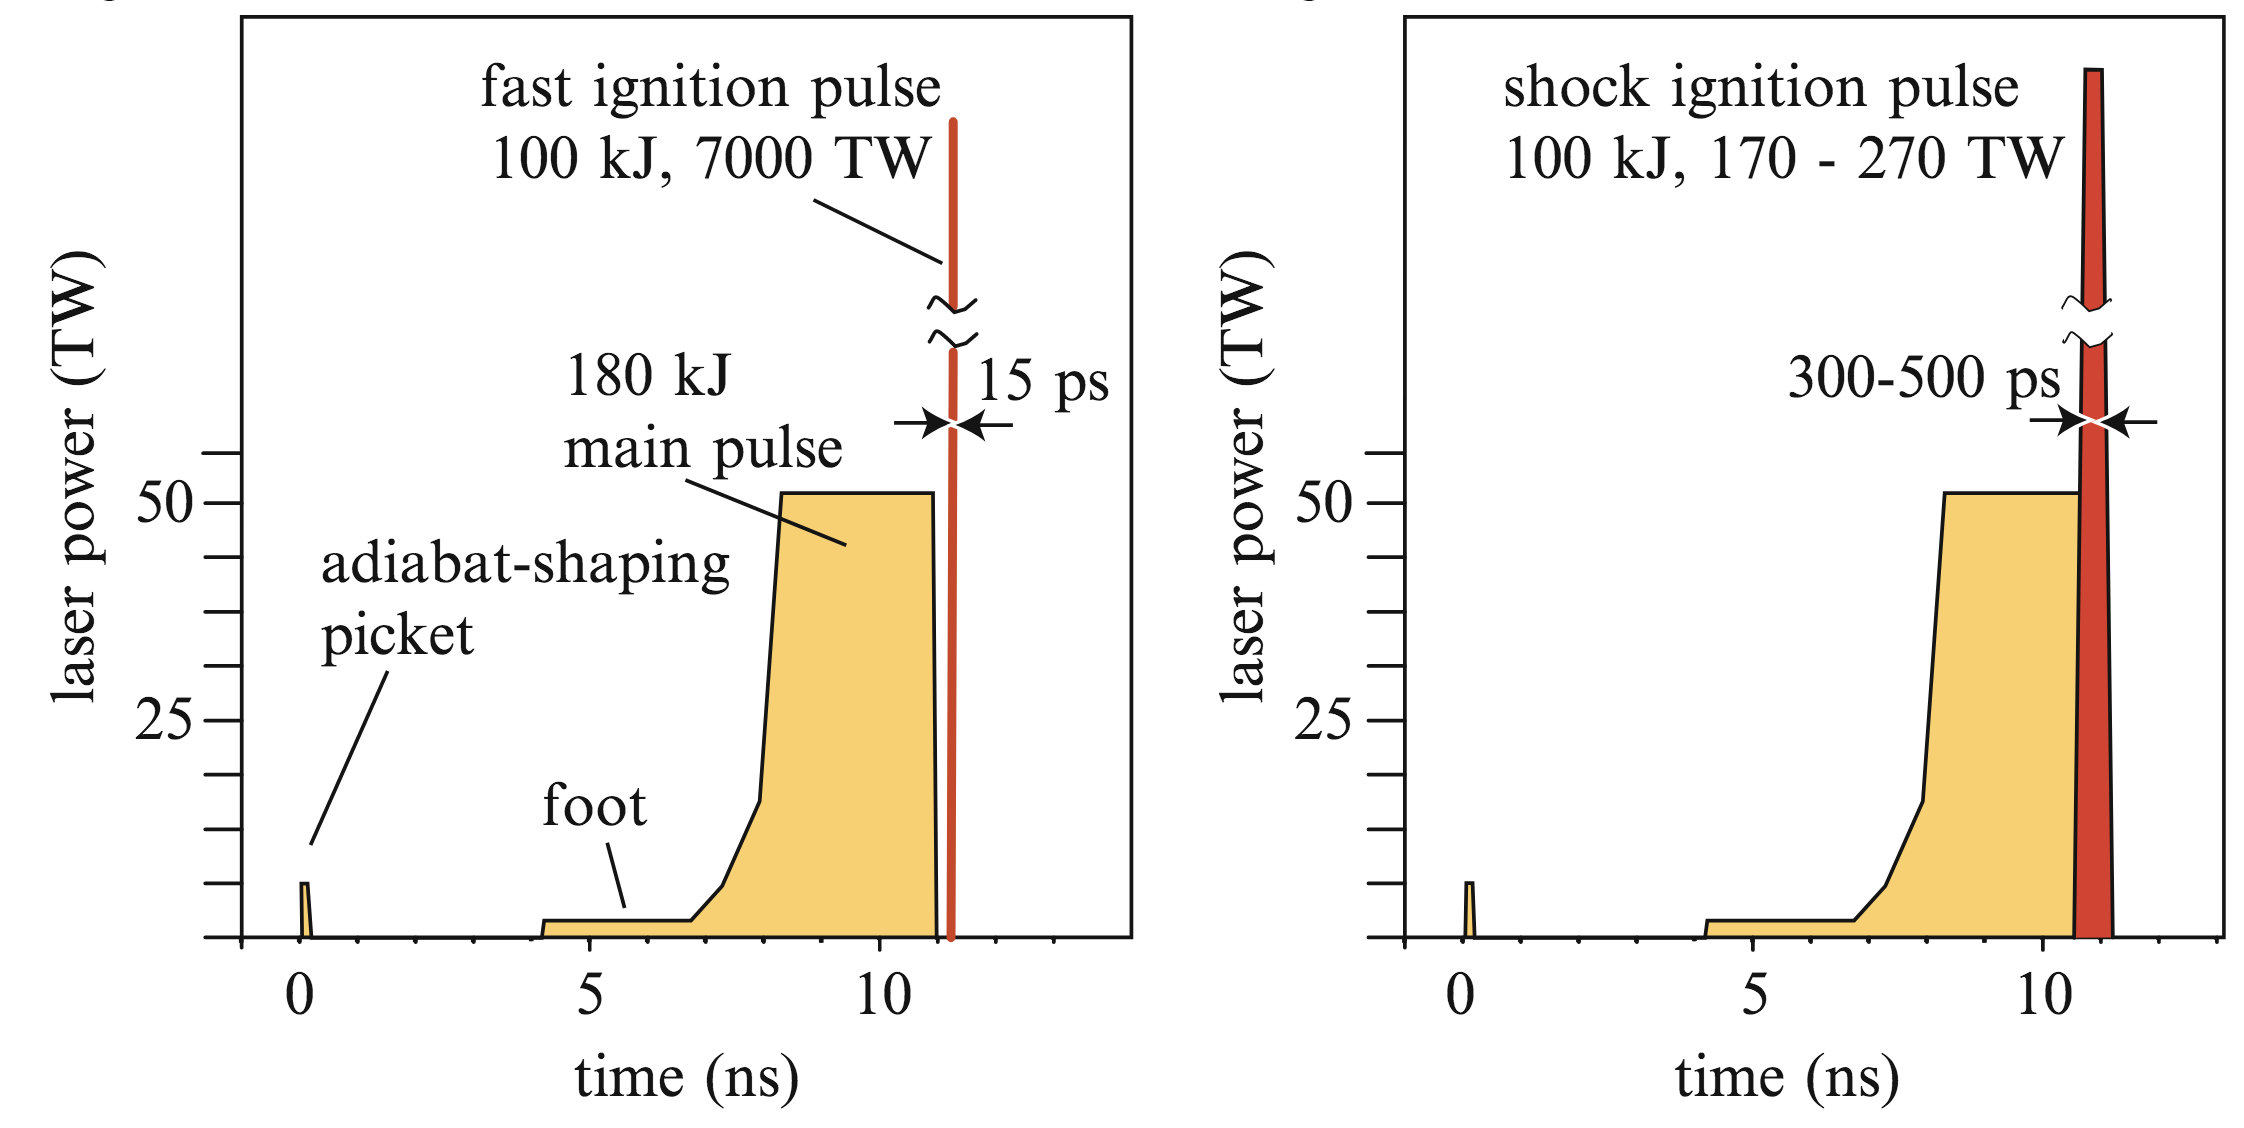 fast ignition pulse
100 kJ, 7000 TW
180 kJ
main pulse
15 ps
adiabat-shaping
picket
foot
laser power (TW)
50
25
0
5
10
time (ns)
shock ignition pulse
100 kJ, 170 - 270 TW
300-500 ps
laser power (TW)
50
25
0
5
10
time (ns)